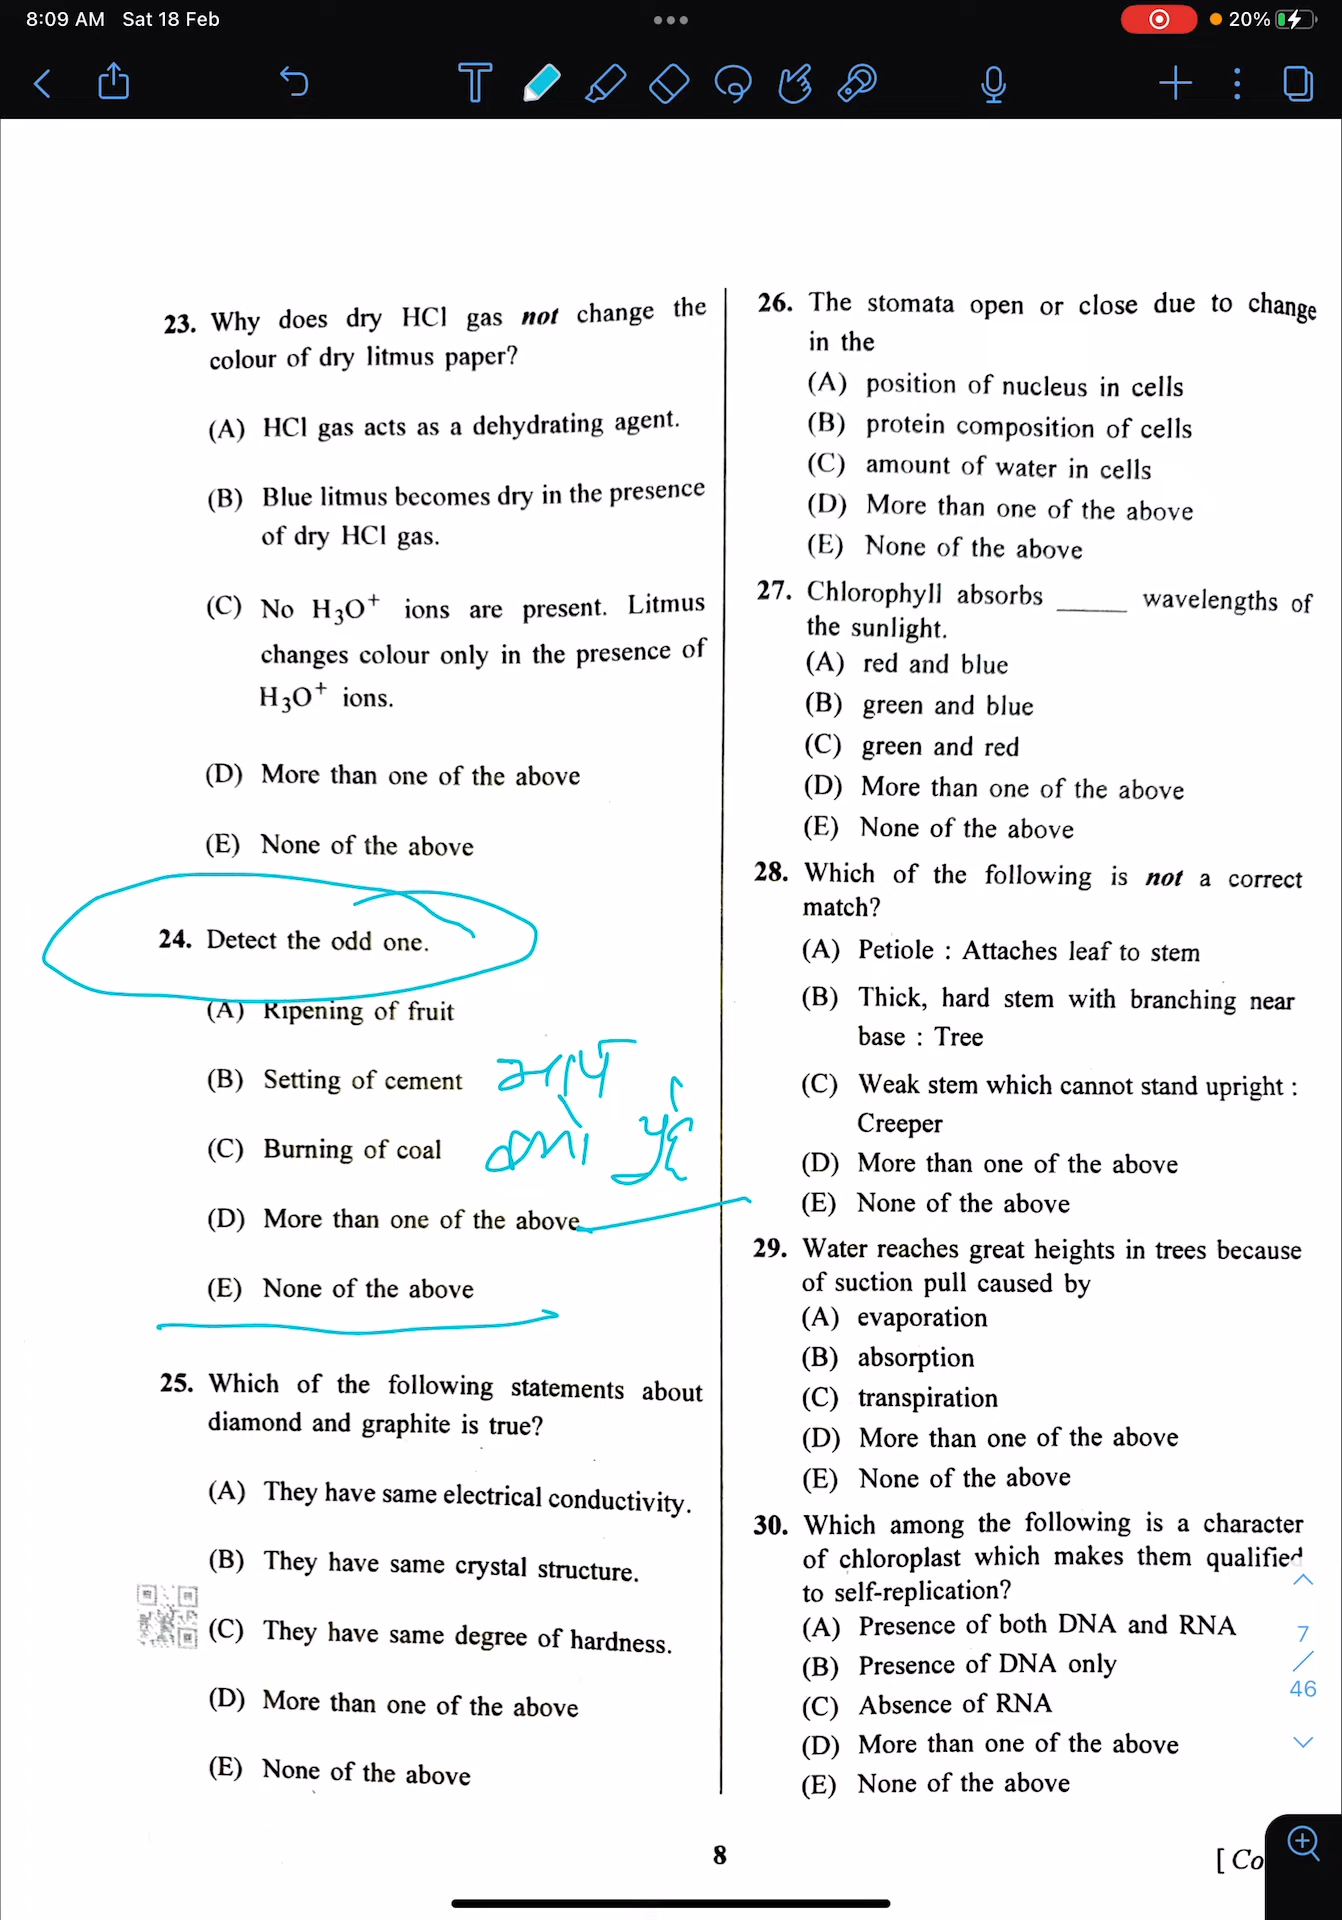 8:09 AM Sat 18 Feb
20%
23. Why does dry HCl gas not change the
colour of dry litmus paper?
(A) HCl gas acts as a dehydrating agent.
(B) Blue litmus becomes dry in the presence
of dry HCl gas.
(C) No H₃O⁺ ions are present. Litmus
changes colour only in the presence of
H₃O⁺ ions.
(D) More than one of the above
(E) None of the above
24. Detect the odd one.
(A) Ripening of fruit
(B) Setting of cement
(C) Burning of coal
(D) More than one of the above
(E) None of the above
25. Which of the following statements about
diamond and graphite is true?
(A) They have same electrical conductivity.
(B) They have same crystal structure.
(C) They have same degree of hardness.
(D) More than one of the above
(E) None of the above
26. The stomata open or close due to change
in the
(A) position of nucleus in cells
(B) protein composition of cells
(C) amount of water in cells
(D) More than one of the above
(E) None of the above
27. Chlorophyll absorbs _____ wavelengths of
the sunlight.
(A) red and blue
(B) green and blue
(C) green and red
(D) More than one of the above
(E) None of the above
28. Which of the following is not a correct
match?
(A) Petiole : Attaches leaf to stem
(B) Thick, hard stem with branching near
base : Tree
(C) Weak stem which cannot stand upright :
Creeper
(D) More than one of the above
(E) None of the above
29. Water reaches great heights in trees because
of suction pull caused by
(A) evaporation
(B) absorption
(C) transpiration
(D) More than one of the above
(E) None of the above
30. Which among the following is a character
of chloroplast which makes them qualified
to self-replication?
(A) Presence of both DNA and RNA
(B) Presence of DNA only
(C) Absence of RNA
(D) More than one of the above
(E) None of the above
7
/
46
8
[ Co